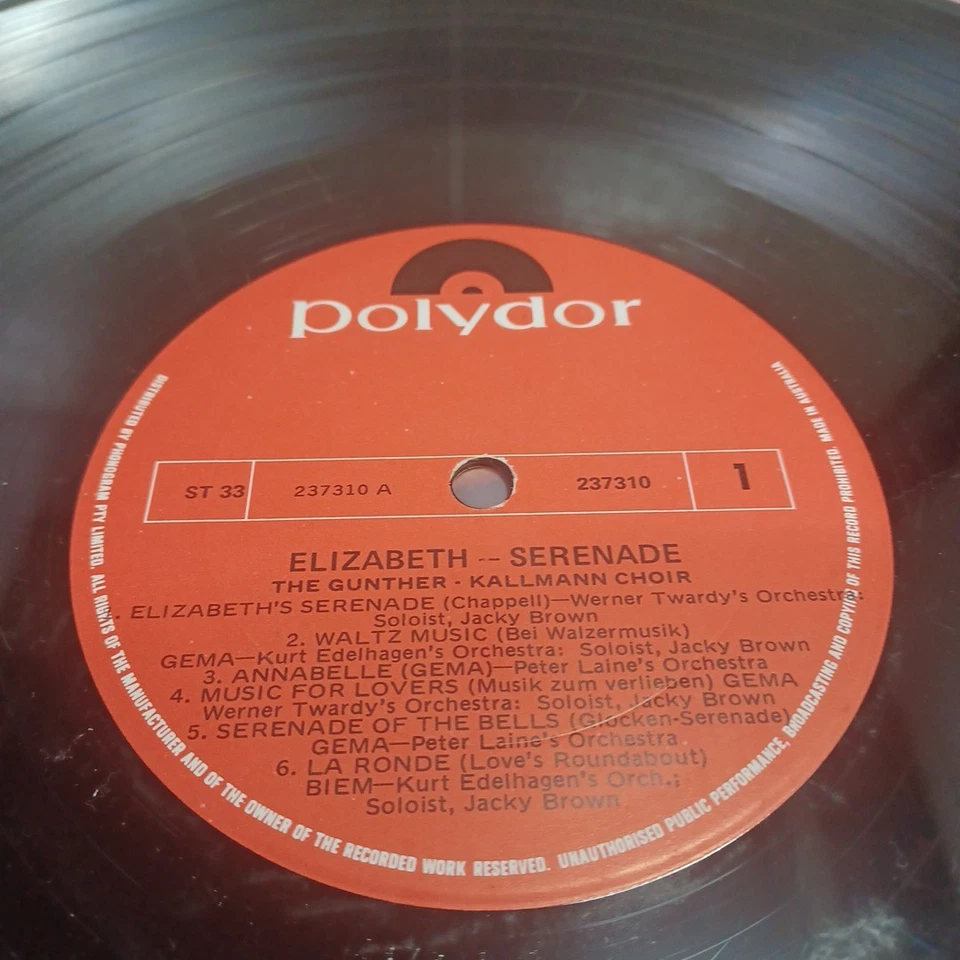 polydor
ST 33 237310 A 237310 1
ELIZABETH -- SERENADE
THE GUNTHER - KALLMANN CHOIR
. ELIZABETH'S SERENADE (Chappell)—Werner Twardy's Orchestra:
Soloist, Jacky Brown
2. WALTZ MUSIC (Bei Walzermusik)
GEMA—Kurt Edelhagen's Orchestra: Soloist, Jacky Brown
3. ANNABELLE (GEMA)—Peter Laine's Orchestra
4. MUSIC FOR LOVERS (Musik zum verlieben) GEMA
Werner Twardy's Orchestra: Soloist, Jacky Brown
5. SERENADE OF THE BELLS (Glocken-Serenade)
GEMA—Peter Laine's Orchestra
6. LA RONDE (Love's Roundabout)
BIEM—Kurt Edelhagen's Orch.;
Soloist, Jacky Brown
DISTRIBUTED BY PHONOGRAM PTY LIMITED. ALL RIGHTS OF THE MANUFACTURER AND OF THE OWNER OF THE RECORDED WORK RESERVED. UNAUTHORISED PUBLIC PERFORMANCE, BROADCASTING AND COPYING OF THIS RECORD PROHIBITED. MADE IN AUSTRALIA